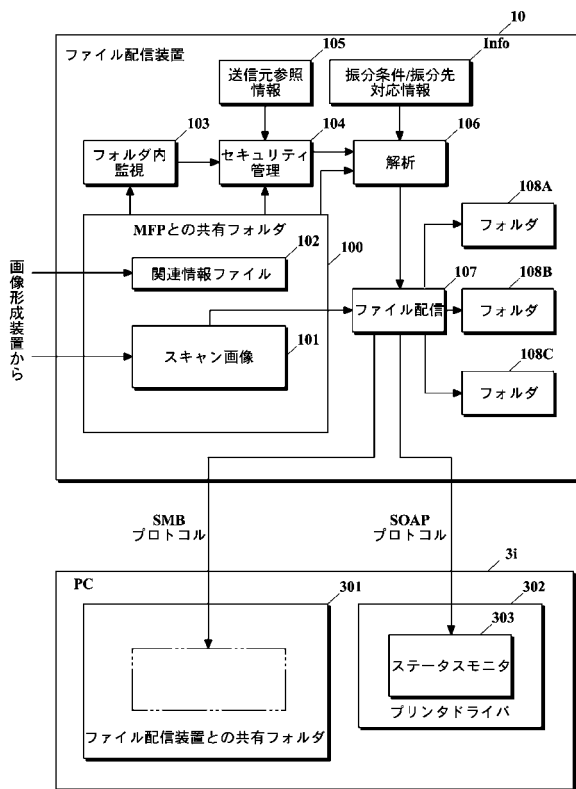 10
ファイル配信装置
105
送信元参照
情報
Info
振分条件/振分先
対応情報
103
フォルダ内
監視
104
セキュリティ
管理
106
解析
MFPとの共有フォルダ
102
関連情報ファイル
100
101
スキャン画像
画像形成装置から
107
ファイル配信
108A
フォルダ
108B
フォルダ
108C
フォルダ
SMB
プロトコル
SOAP
プロトコル
3i
PC
301
ファイル配信装置との共有フォルダ
302
303
ステータスモニタ
プリンタドライバ